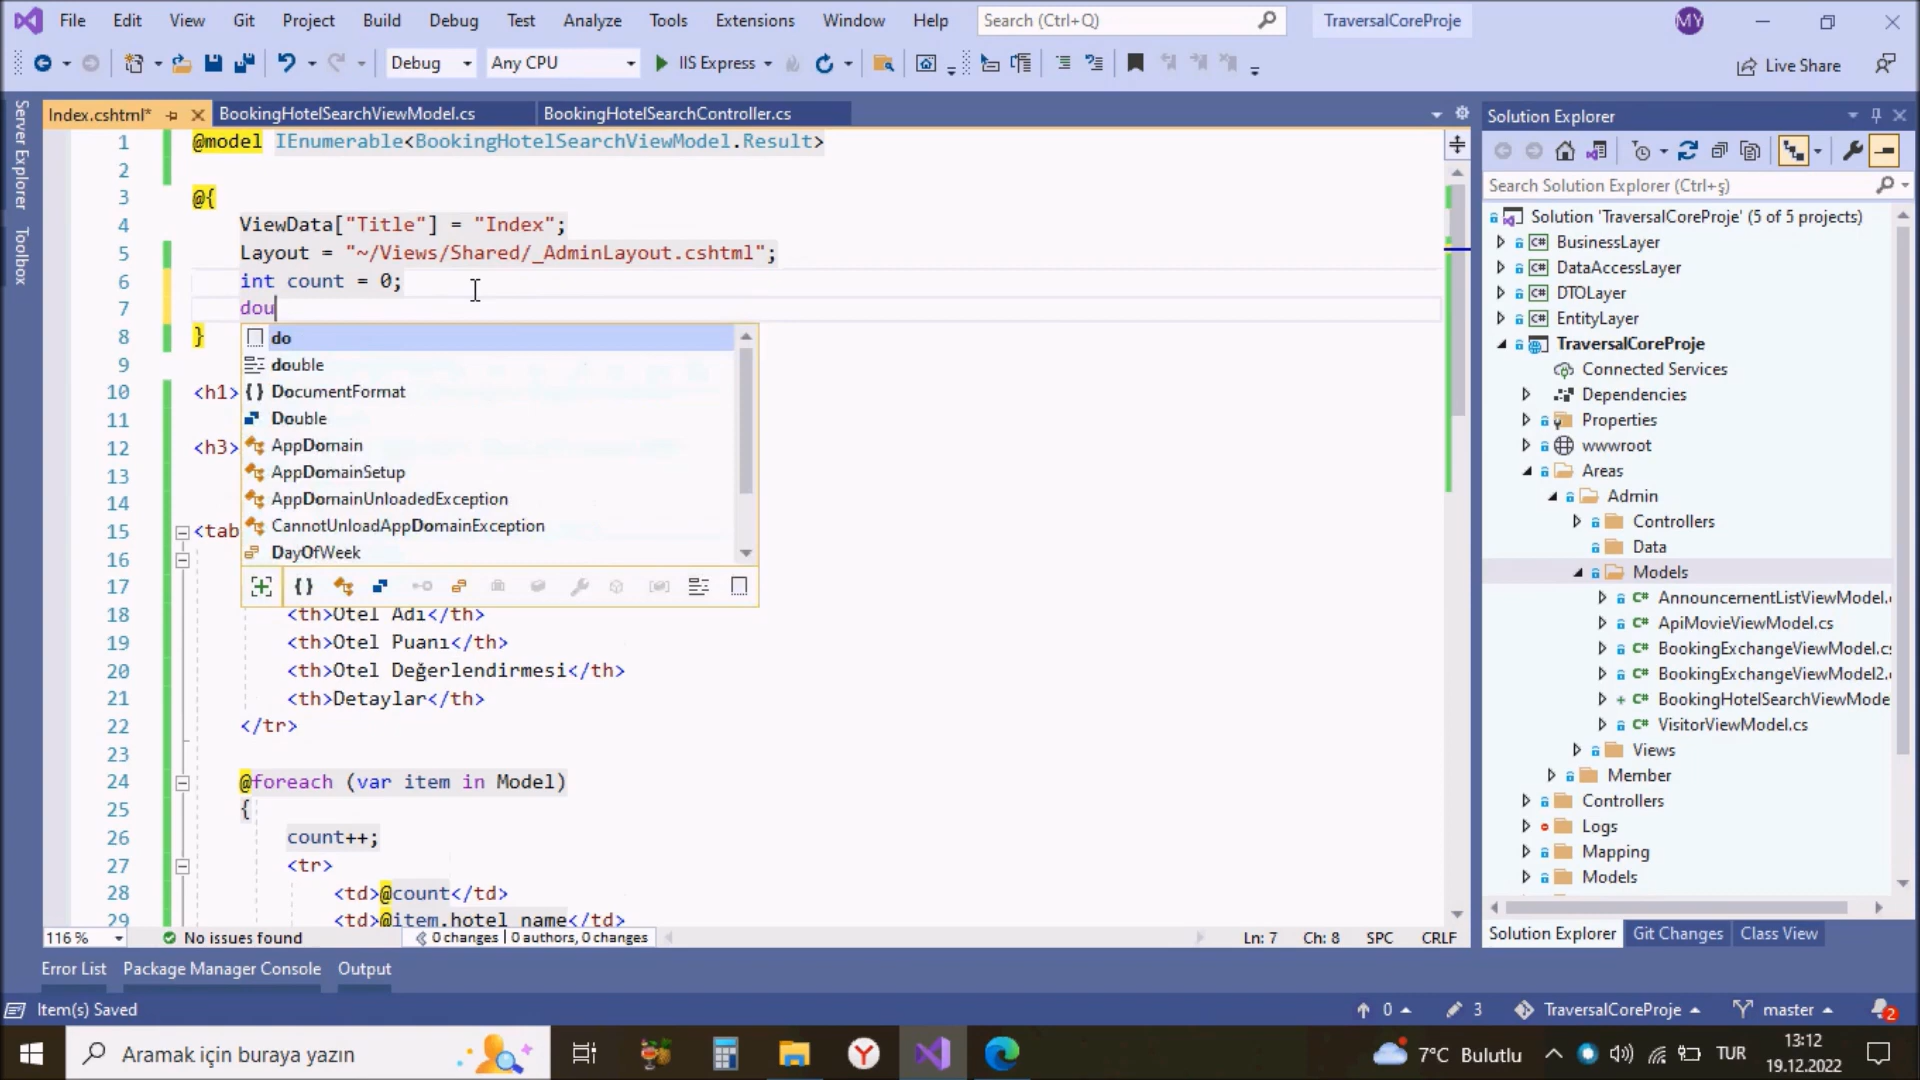 File Edit View Git Project Build Debug Test Analyze Tools Extensions Window Help Search (Ctrl+Q) TraversalCoreProje MY
Debug Any CPU IIS Express Live Share
Server Explorer
Toolbox
Index.cshtml* BookingHotelSearchViewModel.cs BookingHotelSearchController.cs
1 @model IEnumerable<BookingHotelSearchViewModel.Result>
2
3 @{
4 ViewData["Title"] = "Index";
5 Layout = "~/Views/Shared/_AdminLayout.cshtml";
6 int count = 0;
7 dou
8 }
9
10 <h1>
11
12 <h3>
13
14
15 <tab
16
17
do
double
DocumentFormat
Double
AppDomain
AppDomainSetup
AppDomainUnloadedException
CannotUnloadAppDomainException
DayOfWeek
18 <th>Otel Adı</th>
19 <th>Otel Puanı</th>
20 <th>Otel Değerlendirmesi</th>
21 <th>Detaylar</th>
22 </tr>
23
24 @foreach (var item in Model)
25 {
26 count++;
27 <tr>
28 <td>@count</td>
29 <td>@item.hotel_name</td>
116 % No issues found 0 changes | 0 authors, 0 changes Ln: 7 Ch: 8 SPC CRLF
Solution Explorer
Search Solution Explorer (Ctrl+ş)
Solution 'TraversalCoreProje' (5 of 5 projects)
BusinessLayer
DataAccessLayer
DTOLayer
EntityLayer
TraversalCoreProje
Connected Services
Dependencies
Properties
wwwroot
Areas
Admin
Controllers
Data
Models
AnnouncementListViewModel.
ApiMovieViewModel.cs
BookingExchangeViewModel.cs
BookingExchangeViewModel2.
BookingHotelSearchViewMode
VisitorViewModel.cs
Views
Member
Controllers
Logs
Mapping
Models
Solution Explorer Git Changes Class View
Error List Package Manager Console Output
Item(s) Saved 0 3 TraversalCoreProje master 2
Aramak için buraya yazın 7°C Bulutlu TUR 13:12
19.12.2022